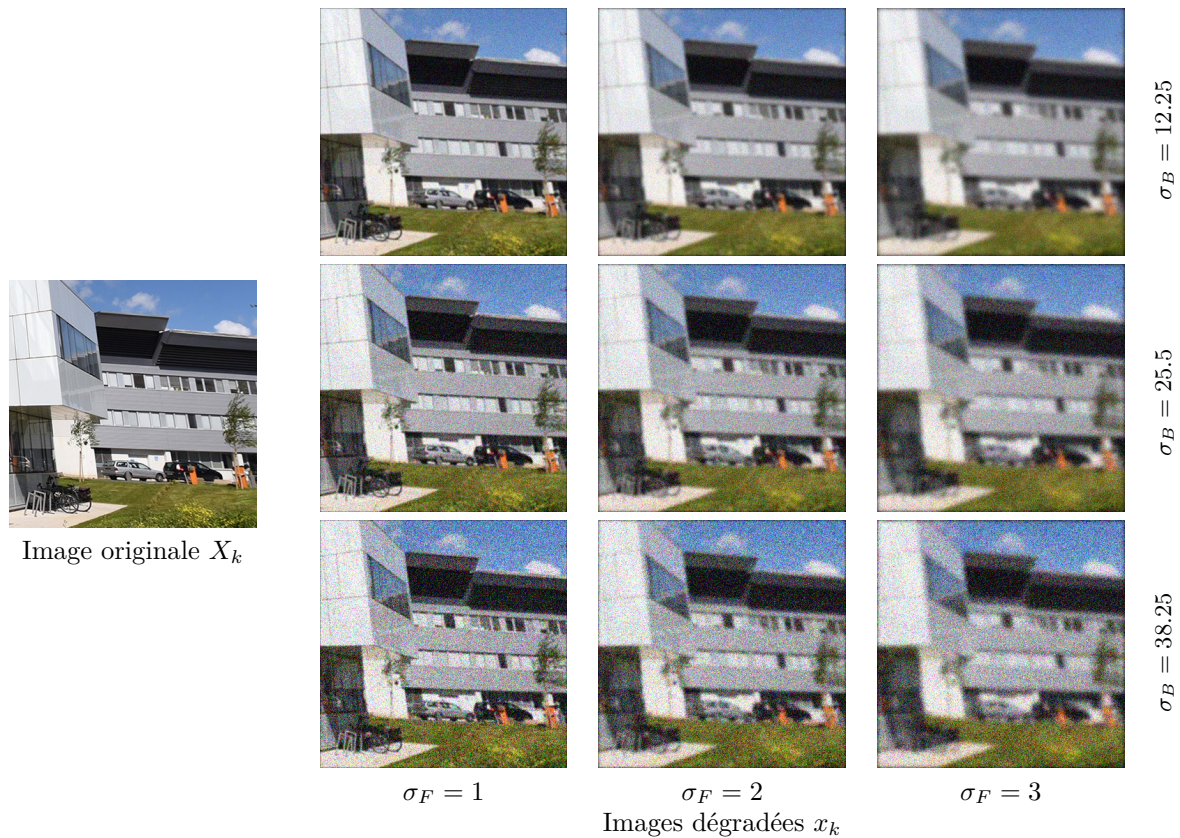 σ_B = 12.25
σ_B = 25.5
Image originale X_k
σ_B = 38.25
σ_F = 1
σ_F = 2
σ_F = 3
Images dégradées x_k